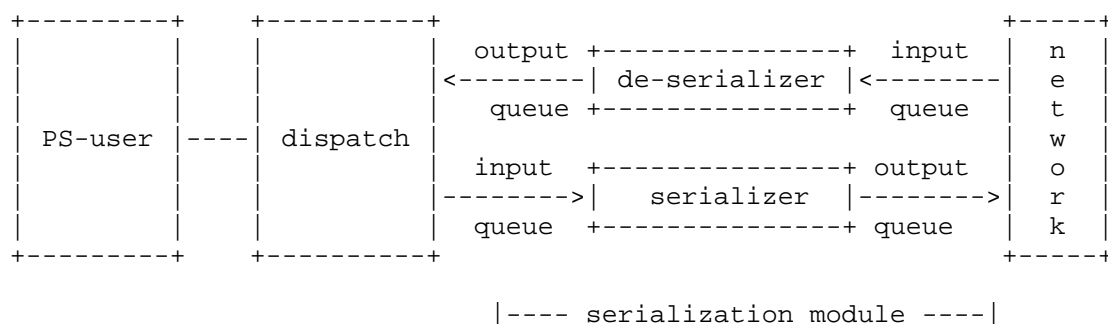 +---------+    +----------+                                +-----+
|         |    |          |  output +---------------+ input  | n |
|         |    |          |<--------| de-serializer |<--------| e |
|         |    |          |   queue +---------------+ queue  | t |
| PS-user |----| dispatch |                                | w |
|         |    |          |  input  +---------------+ output | o |
|         |    |          |-------->|   serializer  |-------->| r |
|         |    |          |  queue  +---------------+ queue  | k |
+---------+    +----------+                                +-----+
|---- serialization module ----|